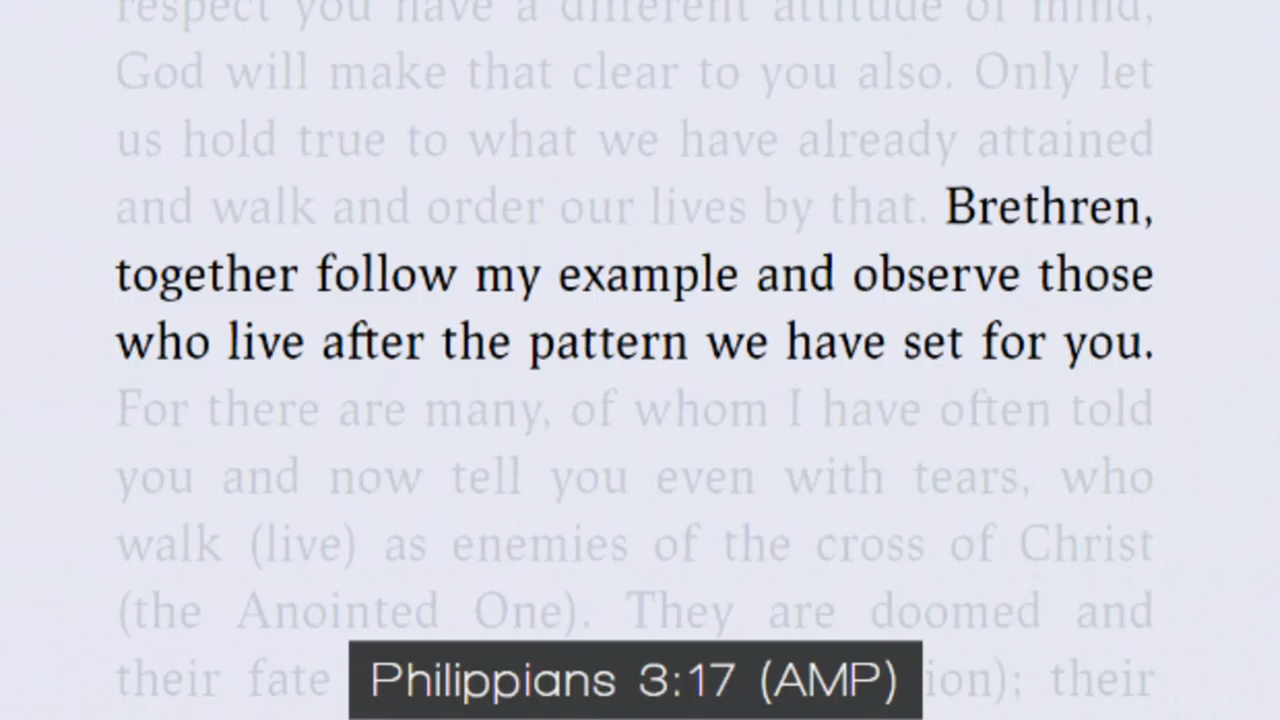 respect you have a different attitude of mind,
God will make that clear to you also. Only let
us hold true to what we have already attained
and walk and order our lives by that. Brethren,
together follow my example and observe those
who live after the pattern we have set for you.
For there are many, of whom I have often told
you and now tell you even with tears, who
walk (live) as enemies of the cross of Christ
(the Anointed One). They are doomed and
their fate ion); their
Philippians 3:17 (AMP)